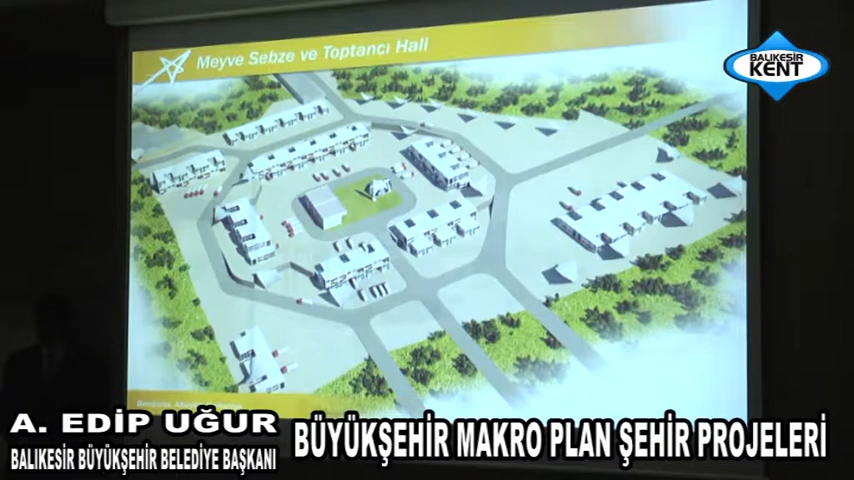 Meyve Sebze ve Toptancı Hali
BALIKESİR
KENT
A. EDİP UĞUR
BALIKESİR BÜYÜKŞEHİR BELEDİYE BAŞKANI
BÜYÜKŞEHİR MAKRO PLAN ŞEHİR PROJELERİ